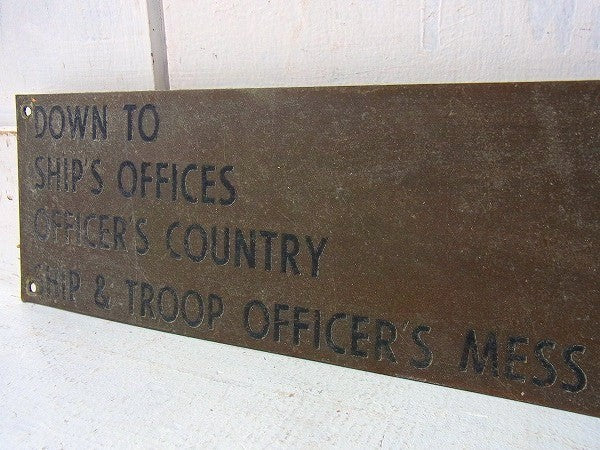 DOWN TO
SHIP'S OFFICES
OFFICER'S COUNTRY
SHIP & TROOP OFFICER'S MESS